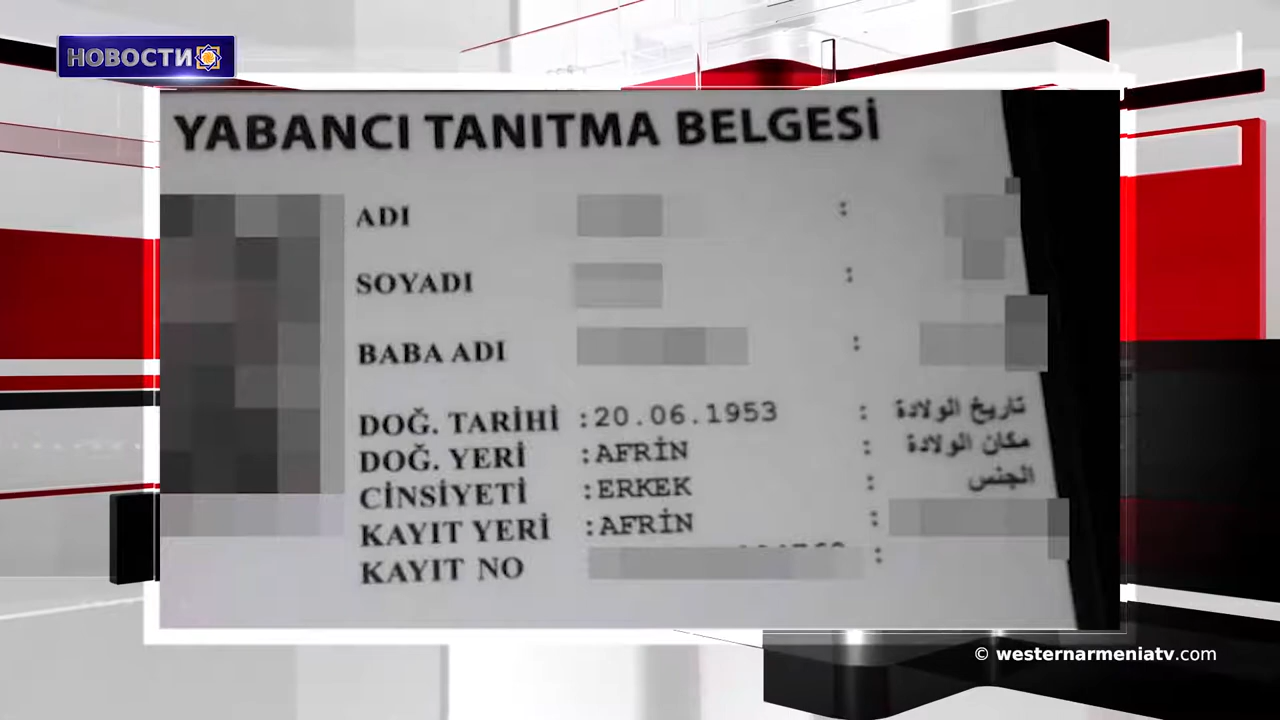 НОВОСТИ
YABANCI TANITMA BELGESİ
ADI :
SOYADI :
BABA ADI :
DOĞ. TARİHİ :20.06.1953 : تاريخ الولادة
DOĞ. YERİ :AFRİN : مكان الولادة
CİNSİYETİ :ERKEK : الجنس
KAYIT YERİ :AFRİN :
KAYIT NO :
© westernarmeniatv.com